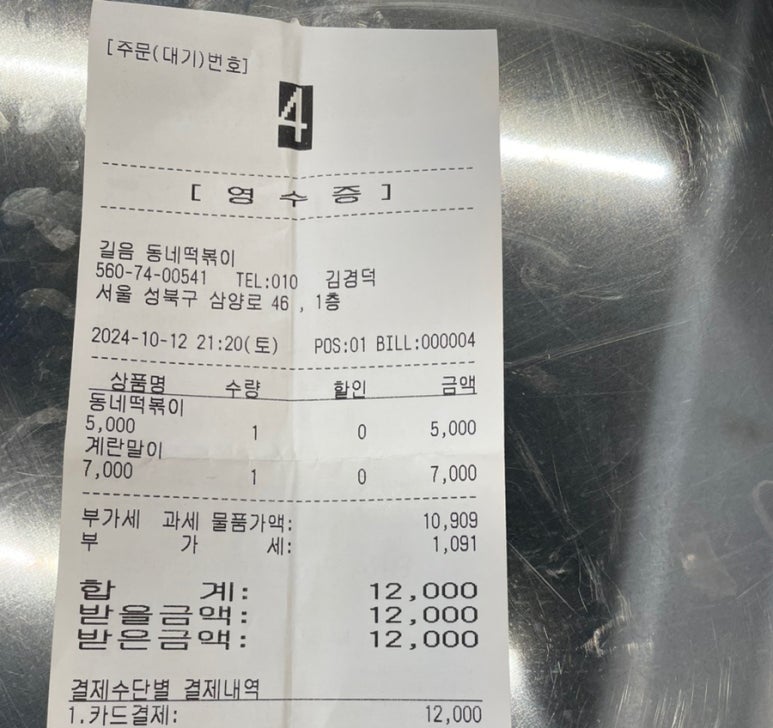 [주문(대기)번호]
4
[ 영 수 증 ]
길음 동네떡볶이
560-74-00541 TEL:010 김경덕
서울 성북구 삼양로 46 , 1층
2024-10-12 21:20(토) POS:01 BILL:000004
상품명 수량 할인 금액
동네떡볶이
5,000 1 0 5,000
계란말이
7,000 1 0 7,000
부가세 과세 물품가액: 10,909
부 가 세: 1,091
합 계: 12,000
받을금액: 12,000
받은금액: 12,000
결제수단별 결제내역
1.카드결제: 12,000